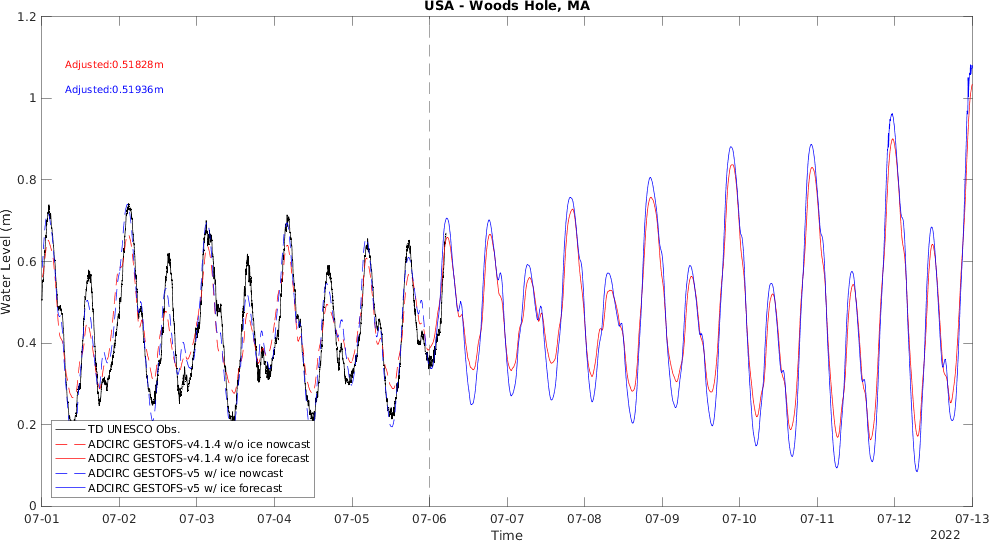 USA - Woods Hole, MA
1.2
1
0.8
0.6
0.4
0.2
0
Water Level (m)
Adjusted:0.51828m
Adjusted:0.51936m
TD UNESCO Obs.
ADCIRC GESTOFS-v4.1.4 w/o ice nowcast
ADCIRC GESTOFS-v4.1.4 w/o ice forecast
ADCIRC GESTOFS-v5 w/ ice nowcast
ADCIRC GESTOFS-v5 w/ ice forecast
07-01 07-02 07-03 07-04 07-05 07-06 07-07 07-08 07-09 07-10 07-11 07-12 07-13
Time
2022